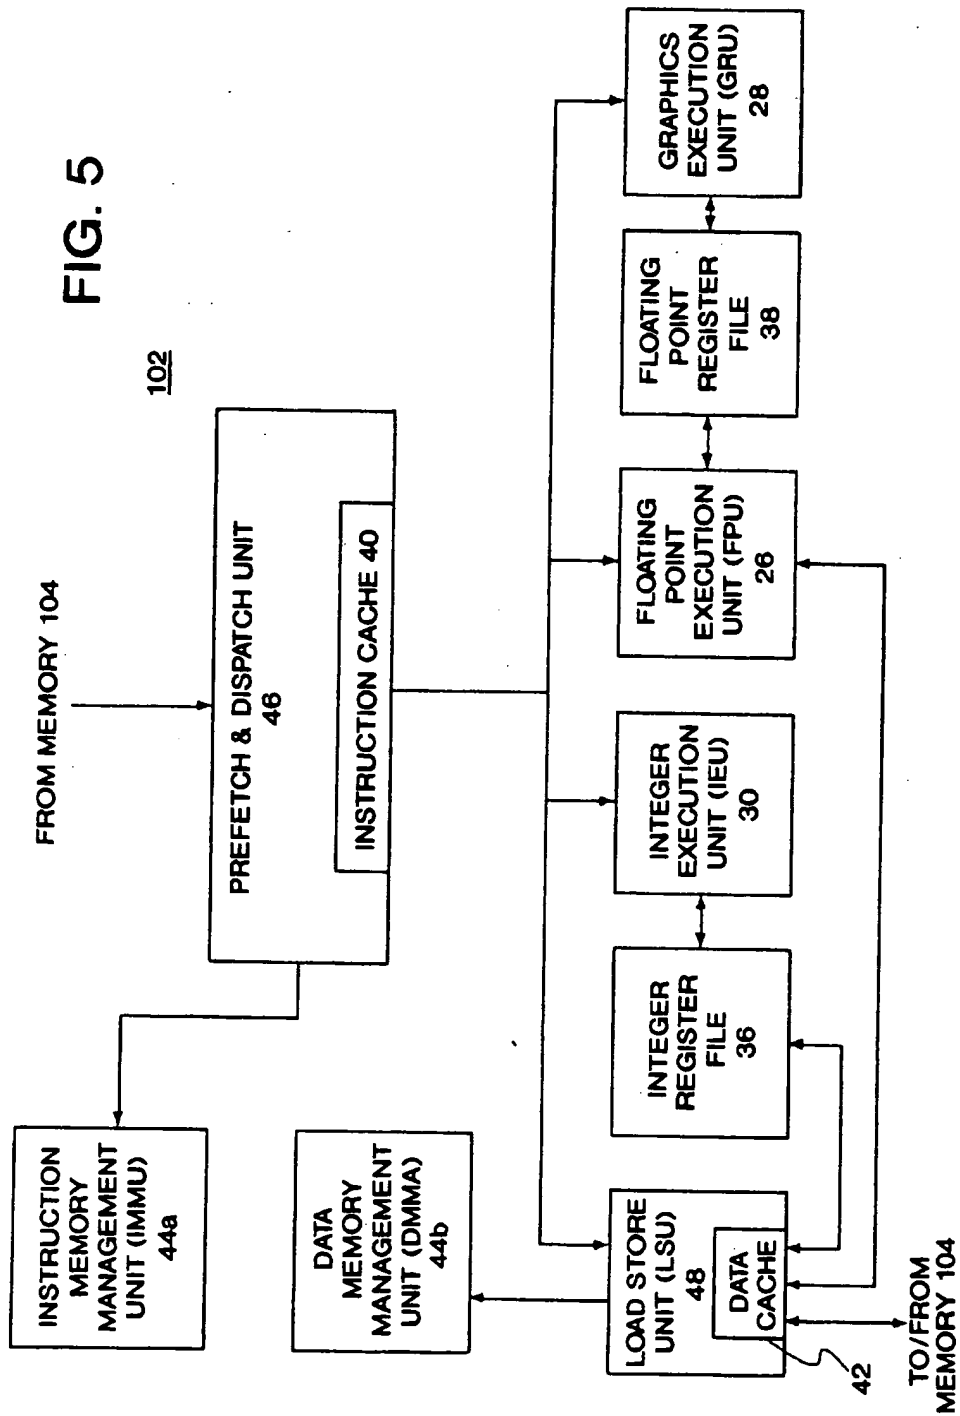 FIG. 5
102
FROM MEMORY 104
PREFETCH & DISPATCH UNIT
46
INSTRUCTION CACHE 40
INSTRUCTION
MEMORY
MANAGEMENT
UNIT (IMMU)
44a
DATA
MEMORY
MANAGEMENT
UNIT (DMMA)
44b
LOAD STORE
UNIT (LSU)
48
DATA
CACHE
42
TO/FROM
MEMORY 104
INTEGER
REGISTER
FILE
36
INTEGER
EXECUTION
UNIT (IEU)
30
FLOATING
POINT
EXECUTION
UNIT (FPU)
26
FLOATING
POINT
REGISTER
FILE
38
GRAPHICS
EXECUTION
UNIT (GRU)
28